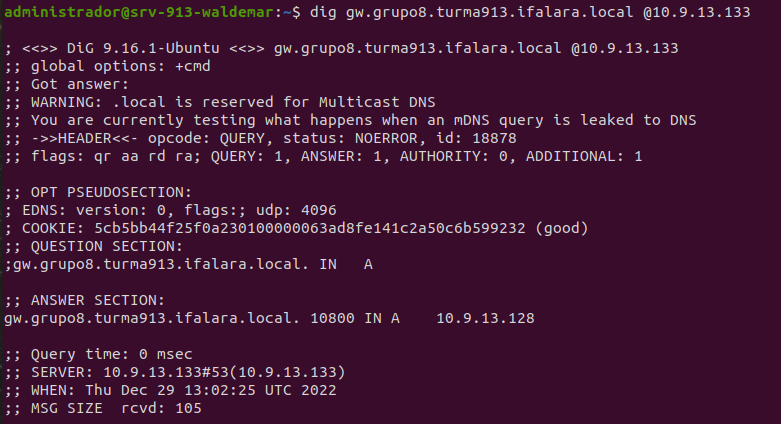 administrador@srv-913-waldemar:~$ dig gw.grupo8.turma913.ifalara.local @10.9.13.133
; <<>> DiG 9.16.1-Ubuntu <<>> gw.grupo8.turma913.ifalara.local @10.9.13.133
;; global options: +cmd
;; Got answer:
;; WARNING: .local is reserved for Multicast DNS
;; You are currently testing what happens when an mDNS query is leaked to DNS
;; ->>HEADER<<- opcode: QUERY, status: NOERROR, id: 18878
;; flags: qr aa rd ra; QUERY: 1, ANSWER: 1, AUTHORITY: 0, ADDITIONAL: 1
;; OPT PSEUDOSECTION:
; EDNS: version: 0, flags:; udp: 4096
; COOKIE: 5cb5bb44f25f0a230100000063ad8fe141c2a50c6b599232 (good)
;; QUESTION SECTION:
;gw.grupo8.turma913.ifalara.local. IN A
;; ANSWER SECTION:
gw.grupo8.turma913.ifalara.local. 10800 IN A 10.9.13.128
;; Query time: 0 msec
;; SERVER: 10.9.13.133#53(10.9.13.133)
;; WHEN: Thu Dec 29 13:02:25 UTC 2022
;; MSG SIZE rcvd: 105